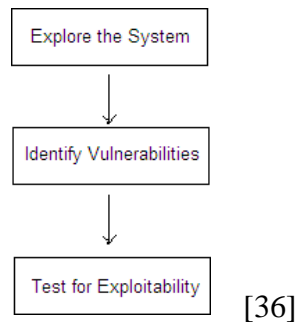 Explore the System
Identify Vulnerabilities
Test for Exploitability
[36]